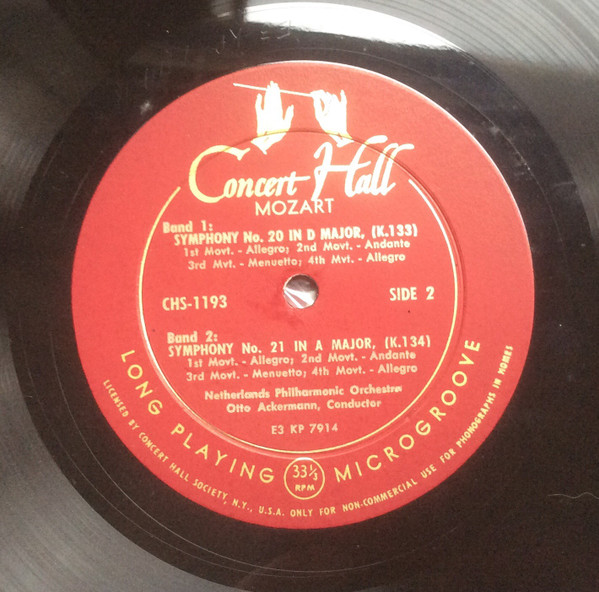 Concert Hall
MOZART
Band 1:
SYMPHONY No. 20 IN D MAJOR, (K.133)
1st Movt. - Allegro; 2nd Movt. - Andante
3rd Mvt. - Menuetto; 4th Mvt. - Allegro
CHS-1193
SIDE 2
Band 2:
SYMPHONY No. 21 IN A MAJOR, (K.134)
1st Movt. - Allegro; 2nd Movt. - Andante
3rd Mvt. - Menuetto; 4th Movt. - Allegro
Netherlands Philharmonic Orchestra
Otto Ackermann, Conductor
E3 KP 7914
LONG PLAYING MICROGROOVE
33⅓
RPM
LICENSED BY CONCERT HALL SOCIETY, N.Y., U.S.A. ONLY FOR NON-COMMERCIAL USE FOR PHONOGRAPHS IN HOMES